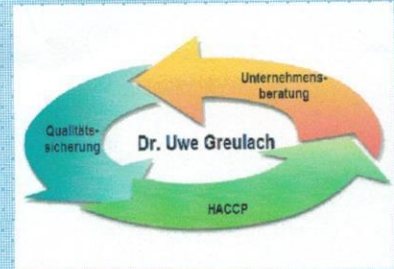 Unternehmens-
beratung
Qualitäts-
sicherung
Dr. Uwe Greulach
HACCP